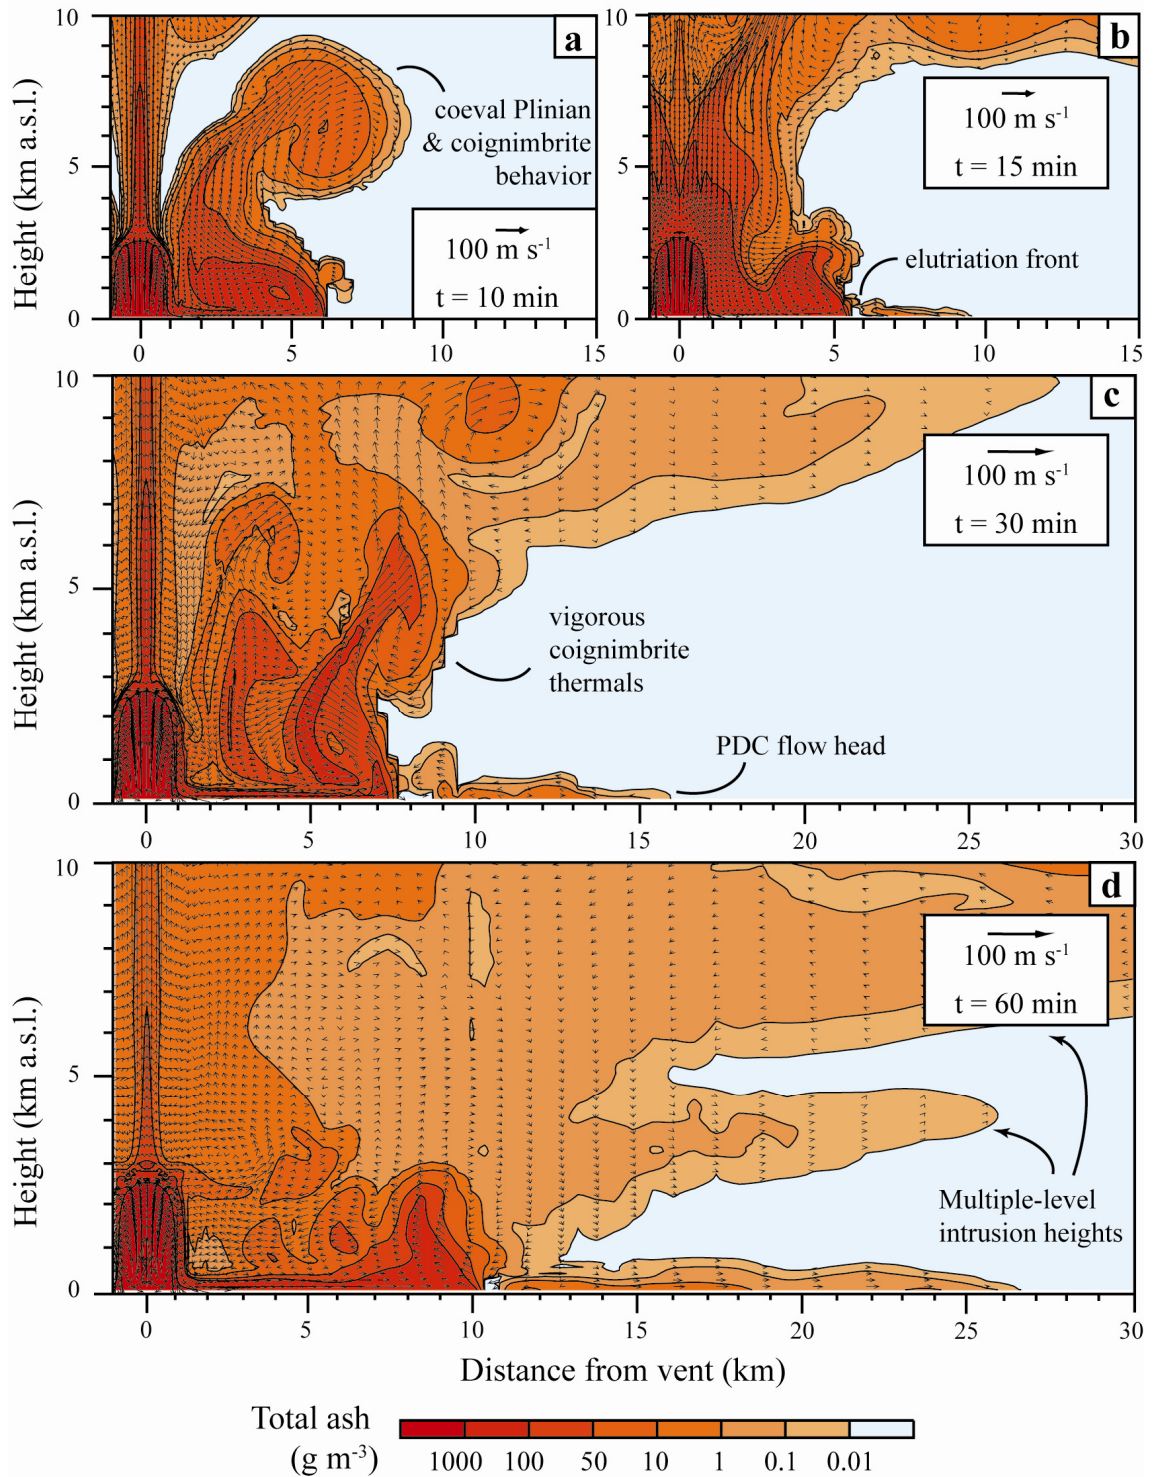 a
10
5
0
Height (km a.s.l.)
coeval Plinian
& coignimbrite
behavior
100 m s-1
t = 10 min
0 5 10 15
b
10
5
0
100 m s-1
t = 15 min
elutriation front
0 5 10 15
c
10
5
0
Height (km a.s.l.)
100 m s-1
t = 30 min
vigorous
coignimbrite
thermals
PDC flow head
0 5 10 15 20 25 30
d
10
5
0
Height (km a.s.l.)
100 m s-1
t = 60 min
Multiple-level
intrusion heights
0 5 10 15 20 25 30
Distance from vent (km)
Total ash
(g m-3)
1000 100 50 10 1 0.1 0.01